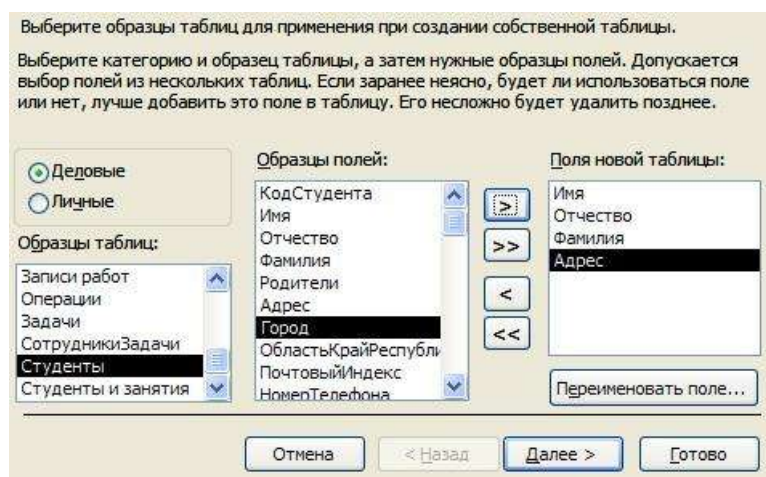 Выберите образцы таблиц для применения при создании собственной таблицы.
Выберите категорию и образец таблицы, а затем нужные образцы полей. Допускается
выбор полей из нескольких таблиц. Если заранее неясно, будет ли использоваться поле
или нет, лучше добавить это поле в таблицу. Его несложно будет удалить позднее.
Деловые
Личные
Образцы таблиц:
Записи работ
Операции
Задачи
СотрудникиЗадачи
Студенты
Студенты и занятия
Образцы полей:
КодСтудента
Имя
Отчество
Фамилия
Родители
Адрес
Город
ОбластьКрайРеспубли
ПочтовыйИндекс
НомерТелефона
>
>>
<
<<
Поля новой таблицы:
Имя
Отчество
Фамилия
Адрес
Переименовать поле...
Отмена
< Назад
Далее >
Готово